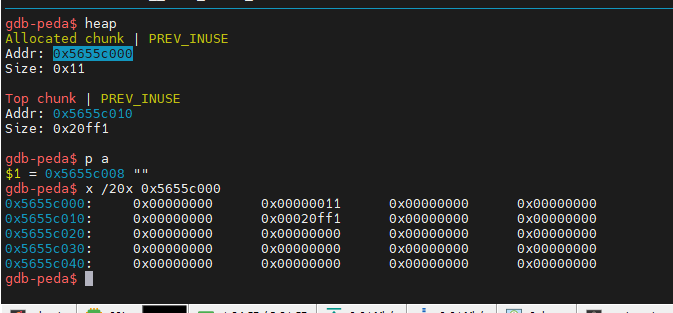 gdb-peda$ heap
Allocated chunk | PREV_INUSE
Addr: 0x5655c000
Size: 0x11
Top chunk | PREV_INUSE
Addr: 0x5655c010
Size: 0x20ff1
gdb-peda$ p a
$1 = 0x5655c008 ""
gdb-peda$ x /20x 0x5655c000
0x5655c000: 0x00000000 0x00000011 0x00000000 0x00000000
0x5655c010: 0x00000000 0x00020ff1 0x00000000 0x00000000
0x5655c020: 0x00000000 0x00000000 0x00000000 0x00000000
0x5655c030: 0x00000000 0x00000000 0x00000000 0x00000000
0x5655c040: 0x00000000 0x00000000 0x00000000 0x00000000
gdb-peda$